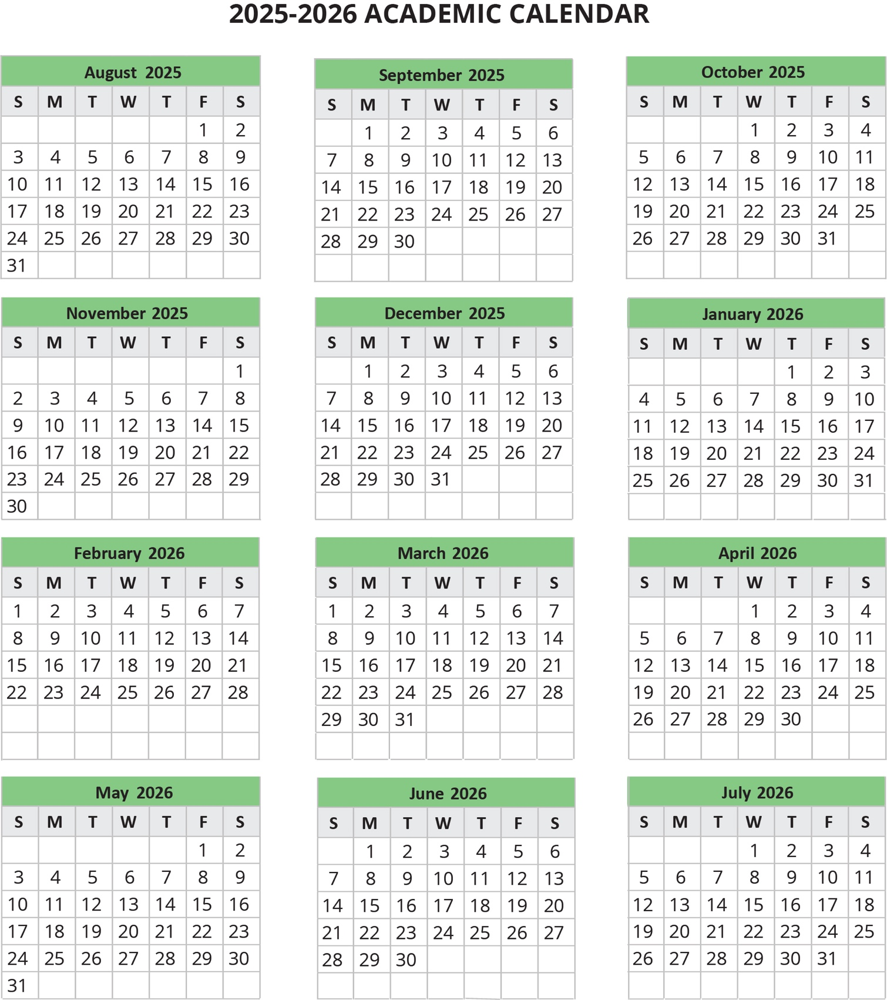 2025-2026 ACADEMIC CALENDAR
August 2025
S M T W T F S
1 2
3 4 5 6 7 8 9
10 11 12 13 14 15 16
17 18 19 20 21 22 23
24 25 26 27 28 29 30
31
September 2025
S M T W T F S
1 2 3 4 5 6
7 8 9 10 11 12 13
14 15 16 17 18 19 20
21 22 23 24 25 26 27
28 29 30
October 2025
S M T W T F S
1 2 3 4
5 6 7 8 9 10 11
12 13 14 15 16 17 18
19 20 21 22 23 24 25
26 27 28 29 30 31
November 2025
S M T W T F S
1
2 3 4 5 6 7 8
9 10 11 12 13 14 15
16 17 18 19 20 21 22
23 24 25 26 27 28 29
30
December 2025
S M T W T F S
1 2 3 4 5 6
7 8 9 10 11 12 13
14 15 16 17 18 19 20
21 22 23 24 25 26 27
28 29 30 31
January 2026
S M T W T F S
1 2 3
4 5 6 7 8 9 10
11 12 13 14 15 16 17
18 19 20 21 22 23 24
25 26 27 28 29 30 31
February 2026
S M T W T F S
1 2 3 4 5 6 7
8 9 10 11 12 13 14
15 16 17 18 19 20 21
22 23 24 25 26 27 28
March 2026
S M T W T F S
1 2 3 4 5 6 7
8 9 10 11 12 13 14
15 16 17 18 19 20 21
22 23 24 25 26 27 28
29 30 31
April 2026
S M T W T F S
1 2 3 4
5 6 7 8 9 10 11
12 13 14 15 16 17 18
19 20 21 22 23 24 25
26 27 28 29 30
May 2026
S M T W T F S
1 2
3 4 5 6 7 8 9
10 11 12 13 14 15 16
17 18 19 20 21 22 23
24 25 26 27 28 29 30
31
June 2026
S M T W T F S
1 2 3 4 5 6
7 8 9 10 11 12 13
14 15 16 17 18 19 20
21 22 23 24 25 26 27
28 29 30
July 2026
S M T W T F S
1 2 3 4
5 6 7 8 9 10 11
12 13 14 15 16 17 18
19 20 21 22 23 24 25
26 27 28 29 30 31